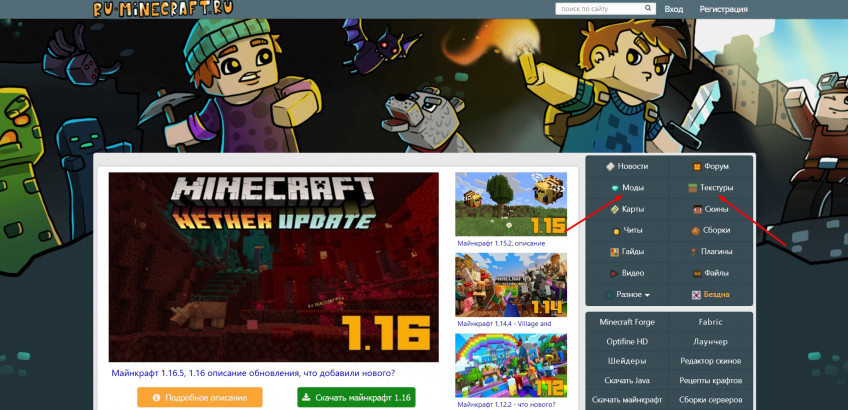 RU-MINECRAFT.RU
поиск по сайту
Вход
Регистрация
Новости
Форум
Моды
Текстуры
Карты
Скины
Читы
Сборки
Гайды
Плагины
Видео
Файлы
Разное
Бездна
MINECRAFT
NETHER UPDATE
1.16
Майнкрафт 1.16.5, 1.16 описание обновления, что добавили нового?
Подробное описание
Скачать майнкрафт 1.16
1.15
Майнкрафт 1.15.2, описание
1.14
Майнкрафт 1.14.4 - Village and
1.12
Майнкрафт 1.12.2 - что нового?
Minecraft Forge
Fabric
Optifine HD
Лаунчер
Шейдеры
Редактор скинов
Скачать Java
Рецепты крафтов
Скачать майнкрафт
Сборки серверов